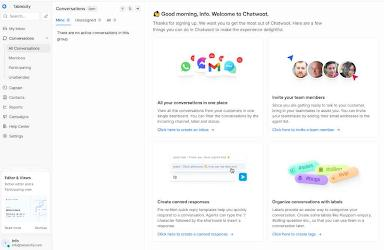 Conversations Open
Mine 0 Unassigned 0 All 0
There are no active conversations in this
group
Search...
My Inbox
Conversations
All Conversations
Mentions
Participating
Unattended
Captain
Contacts
Reports
Campaigns
Help Center
Settings
Good morning, Info. Welcome to Chatwoot.
Thanks for signing up. We want you to get the most out of Chatwoot. Here are a few
things you can do in Chatwoot to make the experience delightful.
All your conversations in one place
View all the conversations from your customers in one
single dashboard. You can filter the conversations by the
incoming channel, label and status.
Click here to create an inbox
Invite your team members
Since you are getting ready to talk to your customer,
bring in your teammates to assist you. You can invite
your teammates by adding their email addresses to the
agent list.
Click here to invite a team member
Create canned responses
Pre-written quick reply templates help you quickly
respond to a conversation. Agents can type the '/'
character followed by the shortcode to insert a
response.
Click here to create a canned response
Organize conversations with labels
Labels provide an easier way to categorize your
conversation. Create some labels like #support-enquiry,
#billing-question etc., so that you can use them in a
conversation later.
Click here to create tags
Info